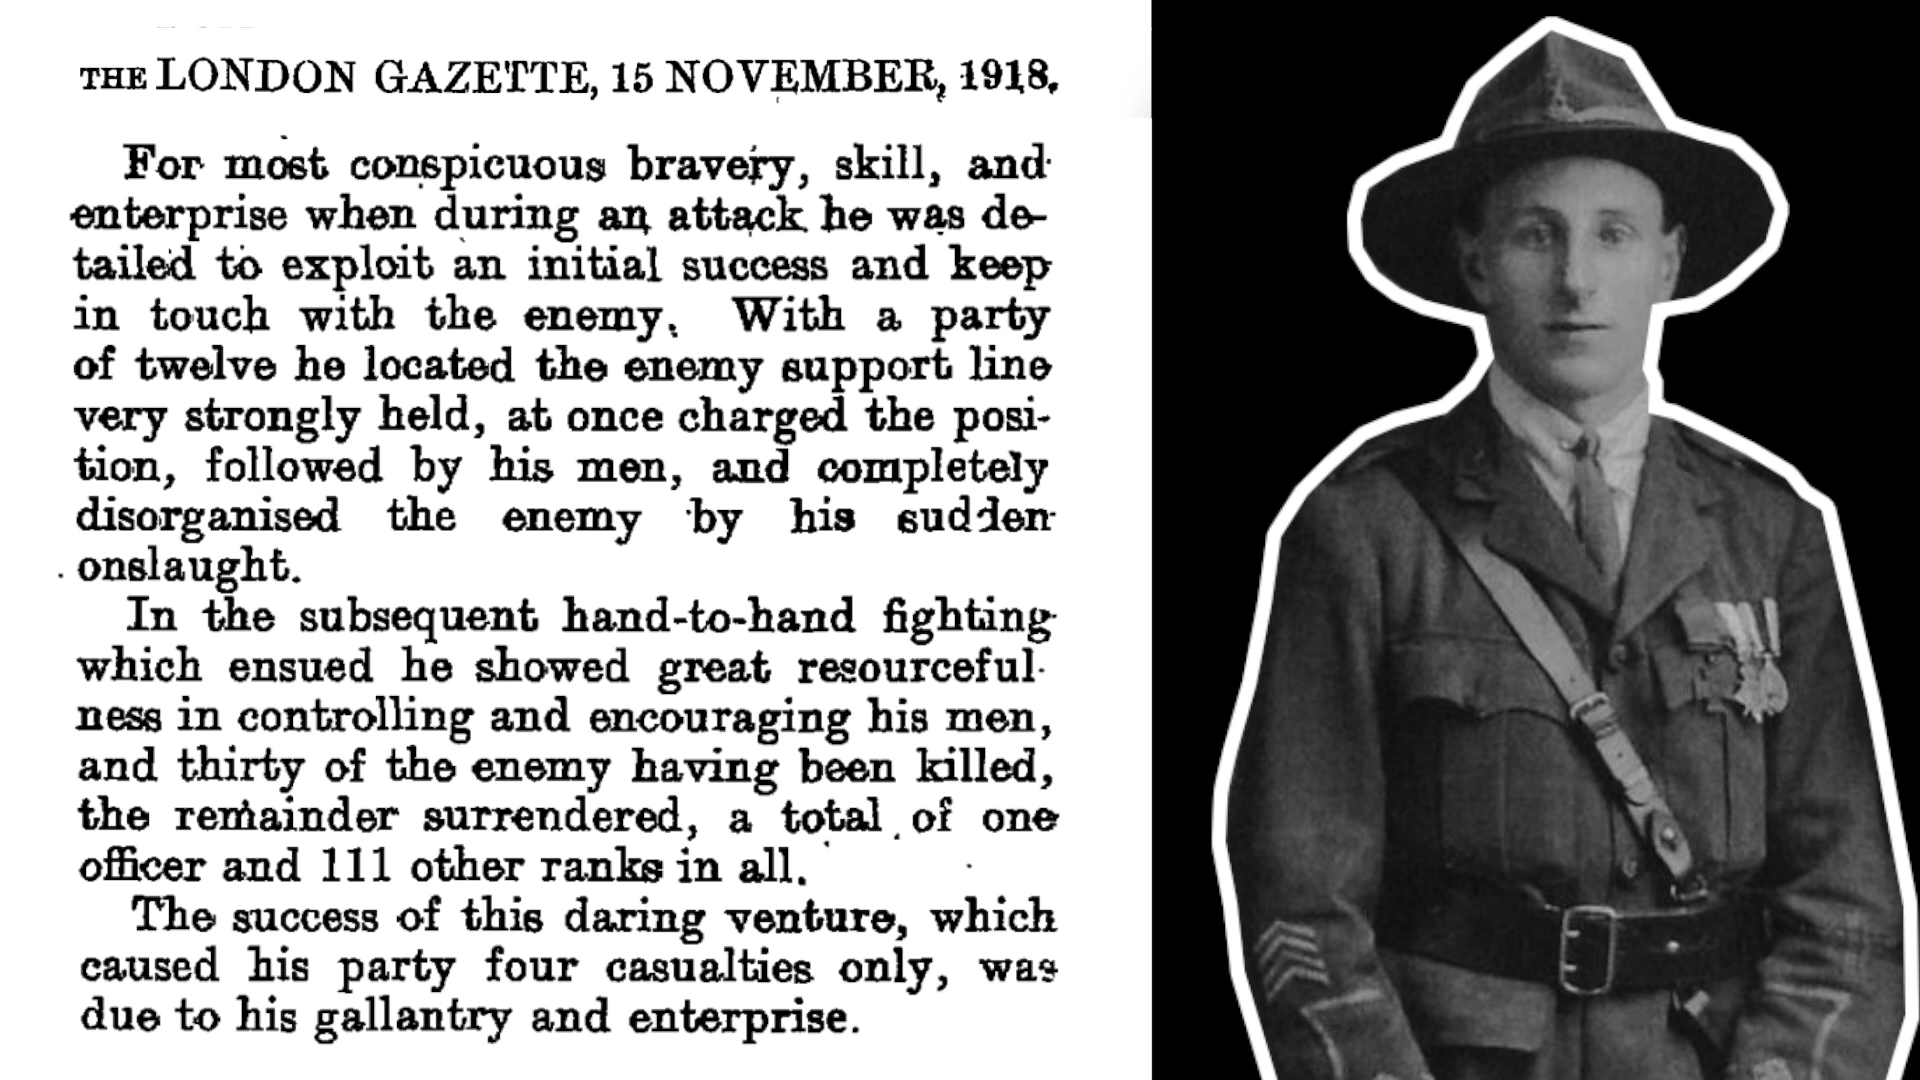 THE LONDON GAZETTE, 15 NOVEMBER, 1918.
For most conspicuous bravery, skill, and
enterprise when during an attack he was de-
tailed to exploit an initial success and keep
in touch with the enemy. With a party
of twelve he located the enemy support line
very strongly held, at once charged the posi-
tion, followed by his men, and completely
disorganised the enemy by his sudden
onslaught.
In the subsequent hand-to-hand fighting
which ensued he showed great resourceful-
ness in controlling and encouraging his men,
and thirty of the enemy having been killed,
the remainder surrendered, a total of one
officer and 111 other ranks in all.
The success of this daring venture, which
caused his party four casualties only, was
due to his gallantry and enterprise.